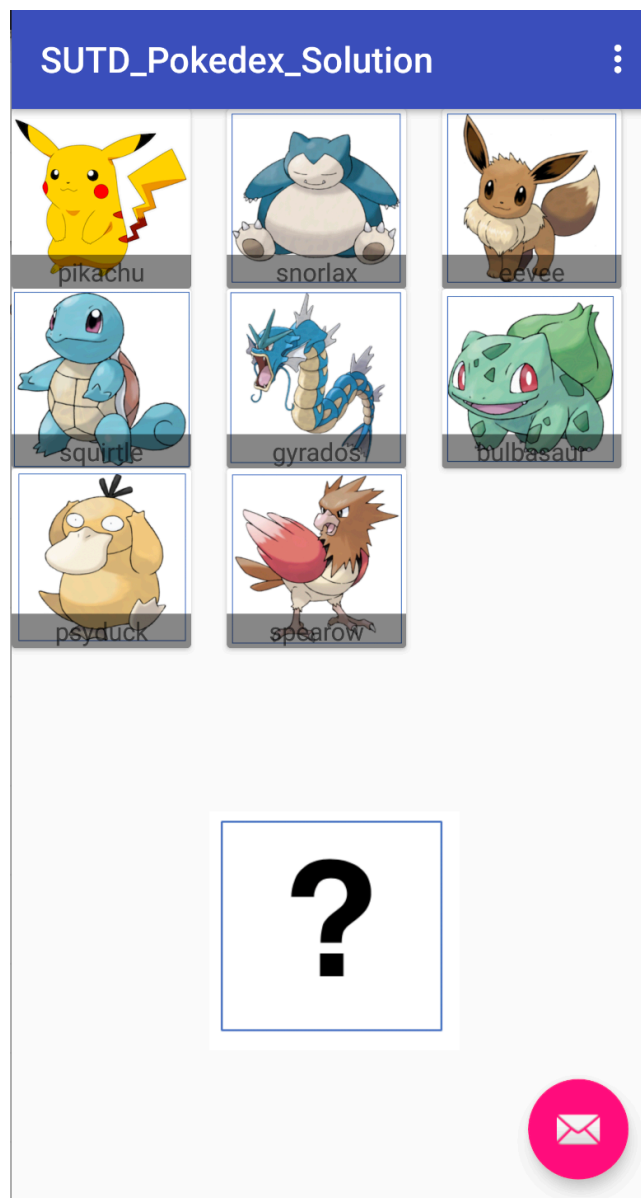 SUTD_Pokedex_Solution
pikachu
snorlax
eevee
squirtle
gyrados
bulbasaur
psyduck
spearow
?